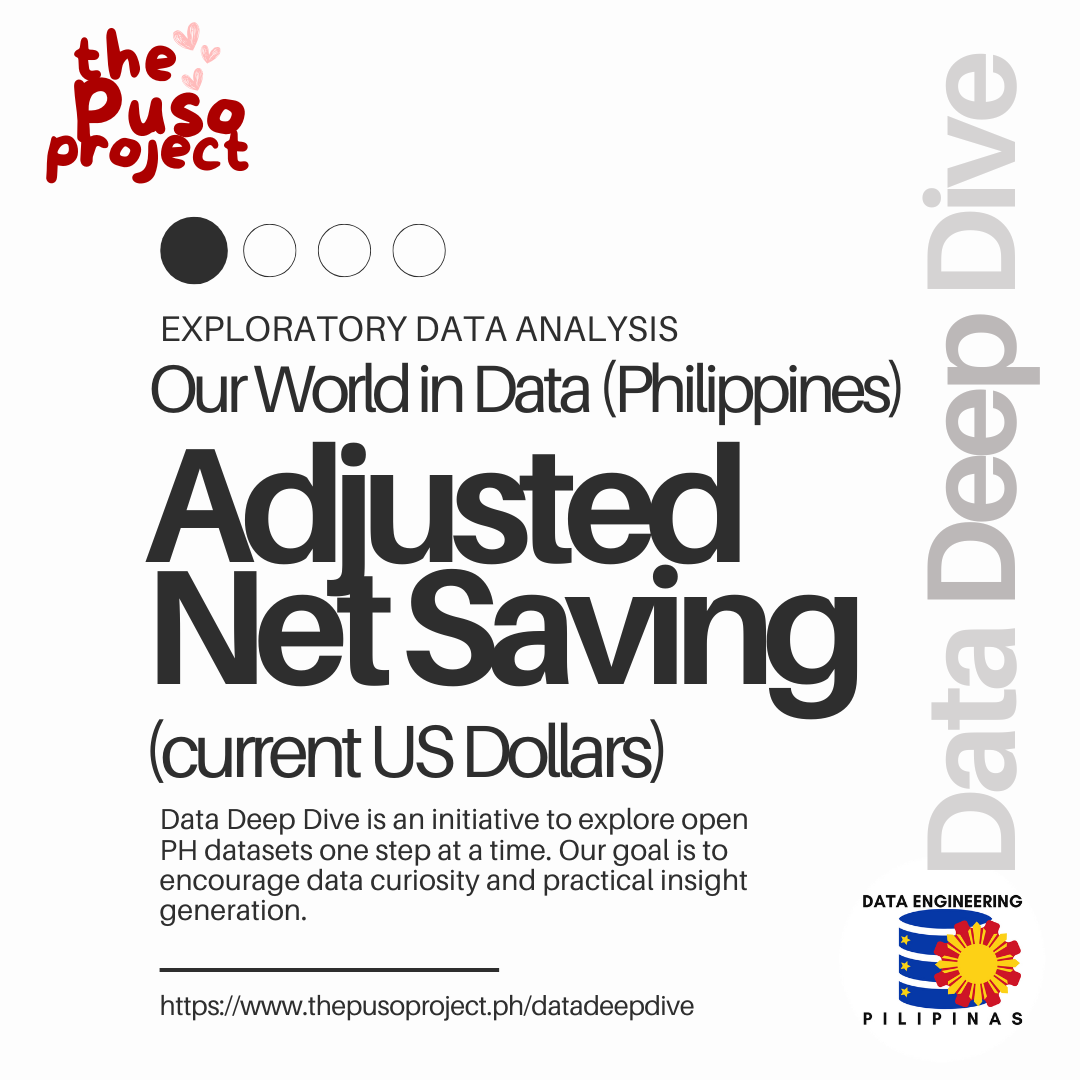 the
Puso
project
Data Deep Dive
EXPLORATORY DATA ANALYSIS
Our World in Data (Philippines)
Adjusted
Net Saving
(current US Dollars)
Data Deep Dive is an initiative to explore open
PH datasets one step at a time. Our goal is to
encourage data curiosity and practical insight
generation.
https://www.thepusoproject.ph/datadeepdive
DATA ENGINEERING
PILIPINAS